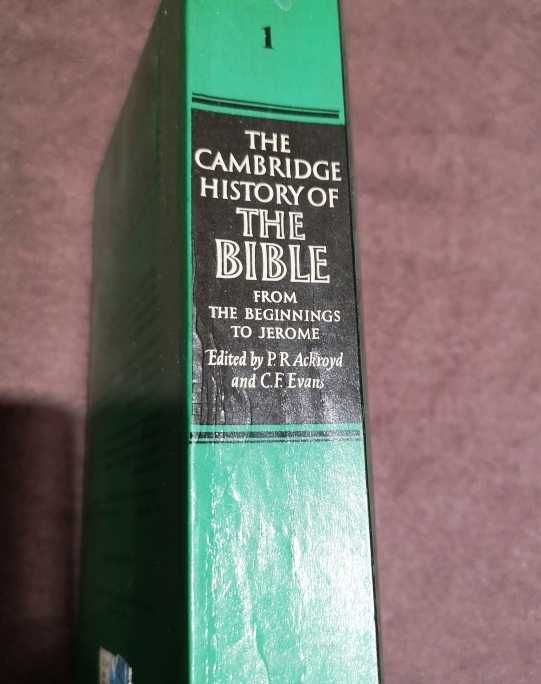 1
THE
CAMBRIDGE
HISTORY OF
THE
BIBLE
FROM
THE BEGINNINGS
TO JEROME
Edited by P. R. Ackroyd
and C. F. Evans